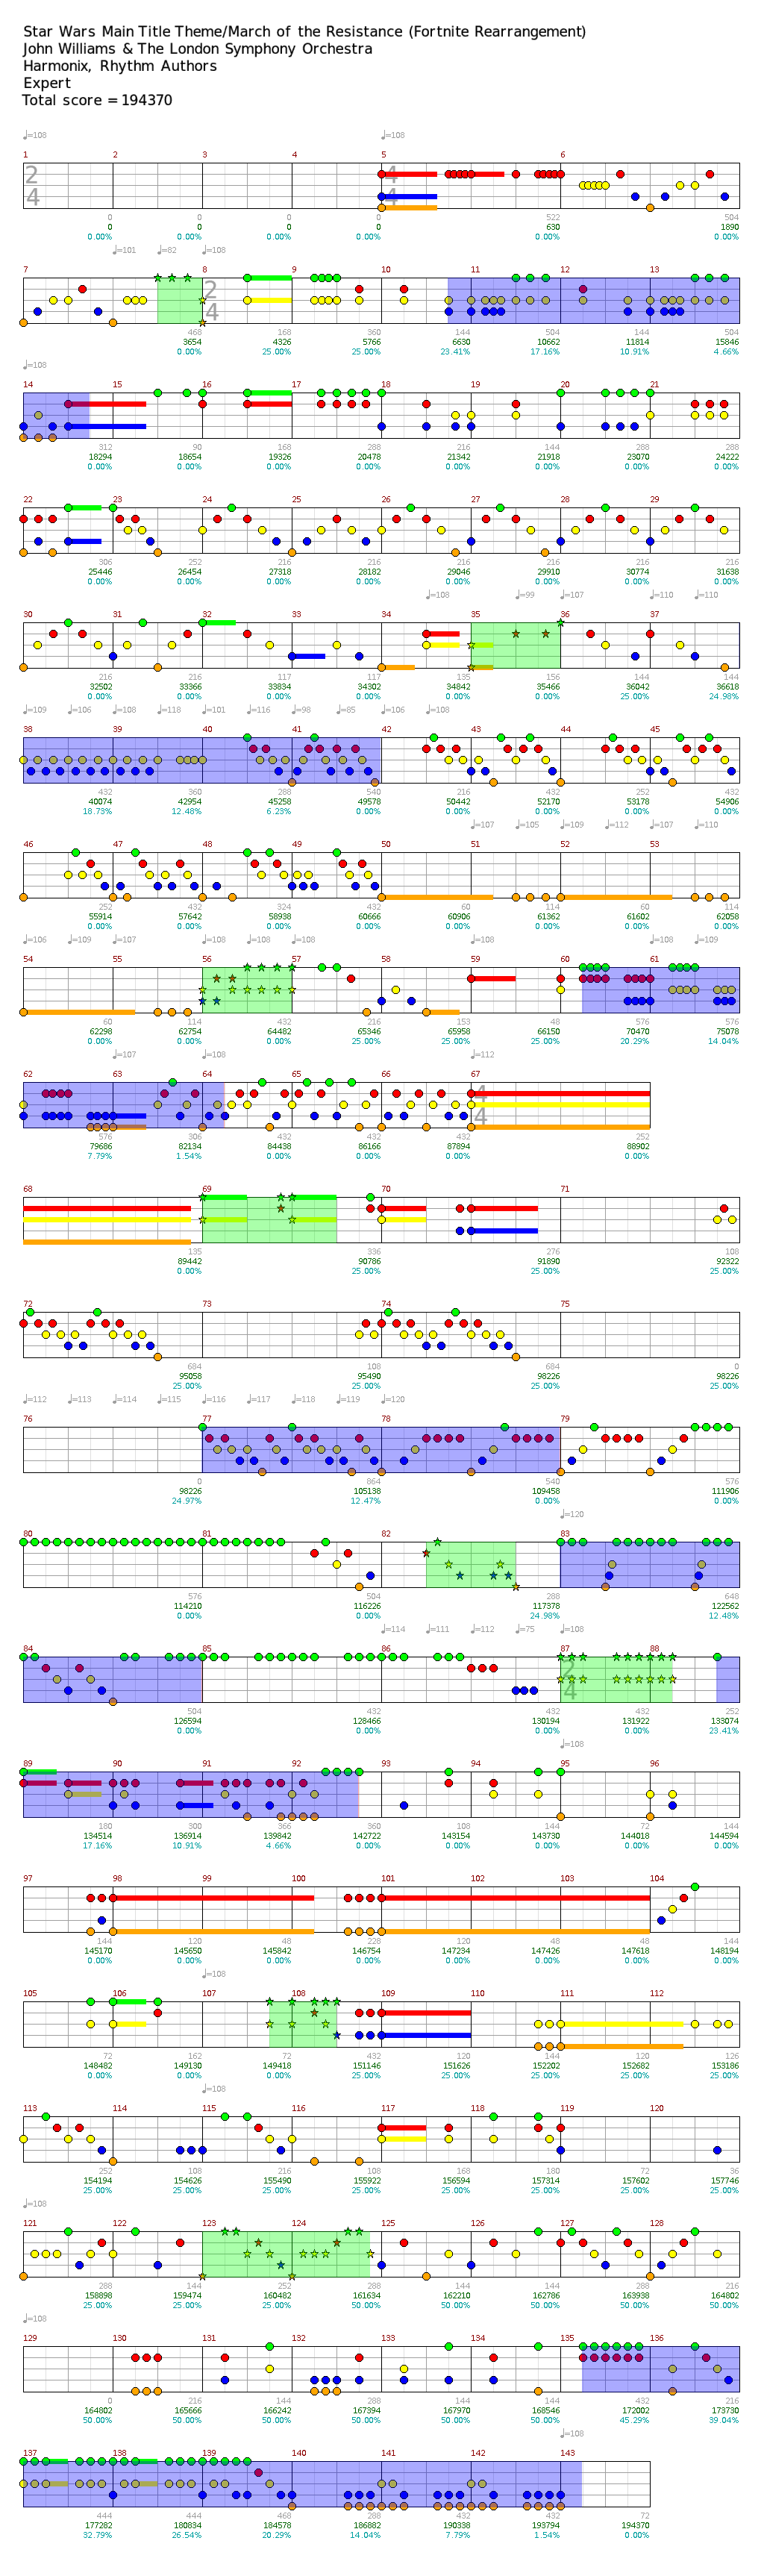 Star Wars Main Title Theme/March of the Resistance (Fortnite Rearrangement)
John Williams & The London Symphony Orchestra
Harmonix, Rhythm Authors
Expert
Total score = 194370
♩=108 ♩=108
1 2 3 4 5 6
2 4
4 4
0 0 0 0 522 504
0 0 0 0 630 1890
0.00% 0.00% 0.00% 0.00% 0.00% 0.00%
♩=101 ♩=82 ♩=108
7 8 9 10 11 12 13
2
4
468 168 360 144 504 144 504
3654 4326 5766 6630 10662 11814 15846
0.00% 25.00% 25.00% 23.41% 17.16% 10.91% 4.66%
♩=108
14 15 16 17 18 19 20 21
312 90 168 288 216 144 288 288
18294 18654 19326 20478 21342 21918 23070 24222
0.00% 0.00% 0.00% 0.00% 0.00% 0.00% 0.00% 0.00%
22 23 24 25 26 27 28 29
306 252 216 216 216 216 216 216
25446 26454 27318 28182 29046 29910 30774 31638
0.00% 0.00% 0.00% 0.00% 0.00% 0.00% 0.00% 0.00%
♩=108 ♩=99 ♩=107 ♩=110 ♩=110
30 31 32 33 34 35 36 37
216 216 117 117 135 156 144 144
32502 33366 33834 34302 34842 35466 36042 36618
0.00% 0.00% 0.00% 0.00% 0.00% 0.00% 25.00% 24.98%
♩=109 ♩=106 ♩=108 ♩=118 ♩=101 ♩=116 ♩=98 ♩=85 ♩=106 ♩=108
38 39 40 41 42 43 44 45
432 360 288 540 216 432 252 432
40074 42954 45258 49578 50442 52170 53178 54906
18.73% 12.48% 6.23% 0.00% 0.00% 0.00% 0.00% 0.00%
♩=107 ♩=105 ♩=109 ♩=112 ♩=107 ♩=110
46 47 48 49 50 51 52 53
252 432 324 432 60 114 60 114
55914 57642 58938 60666 60906 61362 61602 62058
0.00% 0.00% 0.00% 0.00% 0.00% 0.00% 0.00% 0.00%
♩=106 ♩=109 ♩=107 ♩=108 ♩=108 ♩=108 ♩=108 ♩=108 ♩=109
54 55 56 57 58 59 60 61
60 114 432 216 153 48 576 576
62298 62754 64482 65346 65958 66150 70470 75078
0.00% 0.00% 0.00% 25.00% 25.00% 25.00% 20.29% 14.04%
♩=107 ♩=108 ♩=112
62 63 64 65 66 67
4
4
576 306 432 432 432 252
79686 82134 84438 86166 87894 88902
7.79% 1.54% 0.00% 0.00% 0.00% 0.00%
68 69 70 71
135 336 276 108
89442 90786 91890 92322
0.00% 25.00% 25.00% 25.00%
72 73 74 75
684 108 684 0
95058 95490 98226 98226
25.00% 25.00% 25.00% 25.00%
♩=112 ♩=113 ♩=114 ♩=115 ♩=116 ♩=117 ♩=118 ♩=119 ♩=120
76 77 78 79
0 864 540 576
98226 105138 109458 111906
24.97% 12.47% 0.00% 0.00%
♩=120
80 81 82 83
576 504 288 648
114210 116226 117378 122562
0.00% 0.00% 24.98% 12.48%
♩=114 ♩=111 ♩=112 ♩=75 ♩=108
84 85 86 87 88
2
4
504 432 432 432 252
126594 128466 130194 131922 133074
0.00% 0.00% 0.00% 0.00% 23.41%
♩=108
89 90 91 92 93 94 95 96
180 300 366 360 108 144 72 144
134514 136914 139842 142722 143154 143730 144018 144594
17.16% 10.91% 4.66% 0.00% 0.00% 0.00% 0.00% 0.00%
97 98 99 100 101 102 103 104
144 120 48 228 120 48 48 144
145170 145650 145842 146754 147234 147426 147618 148194
0.00% 0.00% 0.00% 0.00% 0.00% 0.00% 0.00% 0.00%
♩=108
105 106 107 108 109 110 111 112
72 162 72 432 120 144 120 126
148482 149130 149418 151146 151626 152202 152682 153186
0.00% 0.00% 0.00% 25.00% 25.00% 25.00% 25.00% 25.00%
♩=108
113 114 115 116 117 118 119 120
252 108 216 108 168 180 72 36
154194 154626 155490 155922 156594 157314 157602 157746
25.00% 25.00% 25.00% 25.00% 25.00% 25.00% 25.00% 25.00%
♩=108
121 122 123 124 125 126 127 128
288 144 252 288 144 144 288 216
158898 159474 160482 161634 162210 162786 163938 164802
25.00% 25.00% 25.00% 50.00% 50.00% 50.00% 50.00% 50.00%
♩=108
129 130 131 132 133 134 135 136
0 216 144 288 144 144 432 216
164802 165666 166242 167394 167970 168546 172002 173730
50.00% 50.00% 50.00% 50.00% 50.00% 50.00% 45.29% 39.04%
♩=108
137 138 139 140 141 142 143
444 444 468 288 432 432 72
177282 180834 184578 186882 190338 193794 194370
32.79% 26.54% 20.29% 14.04% 7.79% 1.54% 0.00%